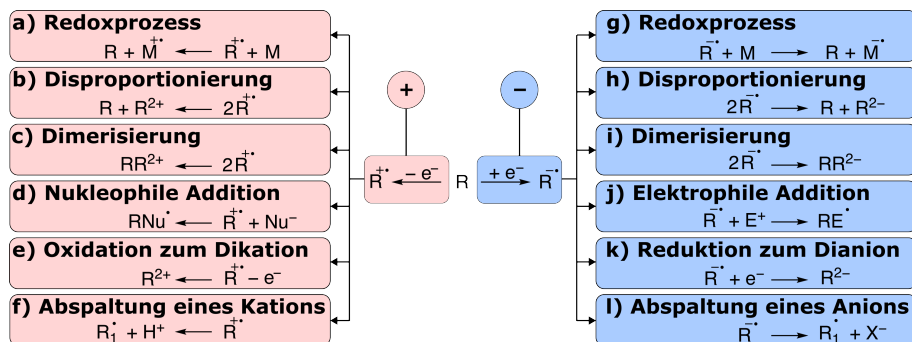 a) Redoxprozess
R + M⁺• ← R⁺• + M
b) Disproportionierung
R + R²⁺ ← 2R⁺•
c) Dimerisierung
RR²⁺ ← 2R⁺•
d) Nukleophile Addition
RNu• ← R⁺• + Nu⁻
e) Oxidation zum Dikation
R²⁺ ← R⁺• – e⁻
f) Abspaltung eines Kations
R₁• + H⁺ ← R⁺•
+
–
R⁺• ← – e⁻ R + e⁻ → R⁻•
g) Redoxprozess
R⁻• + M → R + M⁻•
h) Disproportionierung
2R⁻• → R + R²⁻
i) Dimerisierung
2R⁻• → RR²⁻
j) Elektrophile Addition
R⁻• + E⁺ → RE•
k) Reduktion zum Dianion
R⁻• + e⁻ → R²⁻
l) Abspaltung eines Anions
R⁻• → R₁• + X⁻